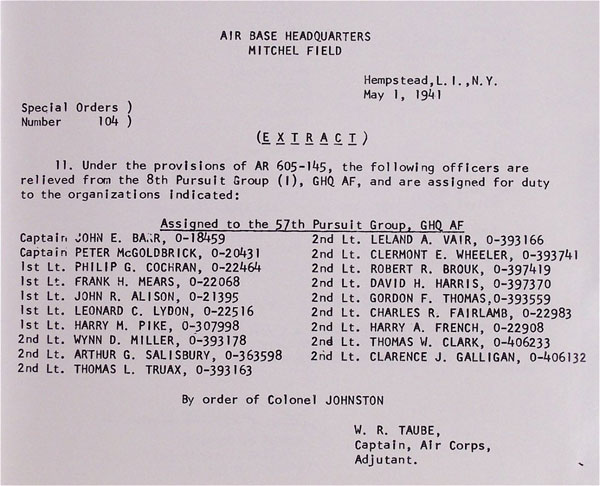 AIR BASE HEADQUARTERS
MITCHEL FIELD
Hempstead,L.I.,N.Y.
May 1, 1941
Special Orders )
Number 104 )
(E X T R A C T)
11. Under the provisions of AR 605-145, the following officers are
relieved from the 8th Pursuit Group (I), GHQ AF, and are assigned for duty
to the organizations indicated:
Assigned to the 57th Pursuit Group, GHQ AF
Captain JOHN E. BARR, 0-18459
Captain PETER McGOLDBRICK, 0-20431
1st Lt. PHILIP G. COCHRAN, 0-22464
1st Lt. FRANK H. MEARS, 0-22068
1st Lt. JOHN R. ALISON, 0-21395
1st Lt. LEONARD C. LYDON, 0-22516
1st Lt. HARRY M. PIKE, 0-307998
2nd Lt. WYNN D. MILLER, 0-393178
2nd Lt. ARTHUR G. SALISBURY, 0-363598
2nd Lt. THOMAS L. TRUAX, 0-393163
2nd Lt. LELAND A. VAIR, 0-393166
2nd Lt. CLERMONT E. WHEELER, 0-393741
2nd Lt. ROBERT R. BROUK, 0-397419
2nd Lt. DAVID H. HARRIS, 0-397370
2nd Lt. GORDON F. THOMAS,0-393559
2nd Lt. CHARLES R. FAIRLAMB, 0-22983
2nd Lt. HARRY A. FRENCH, 0-22908
2nd Lt. THOMAS W. CLARK, 0-406233
2nd Lt. CLARENCE J. GALLIGAN, 0-406132
By order of Colonel JOHNSTON
W. R. TAUBE,
Captain, Air Corps,
Adjutant.